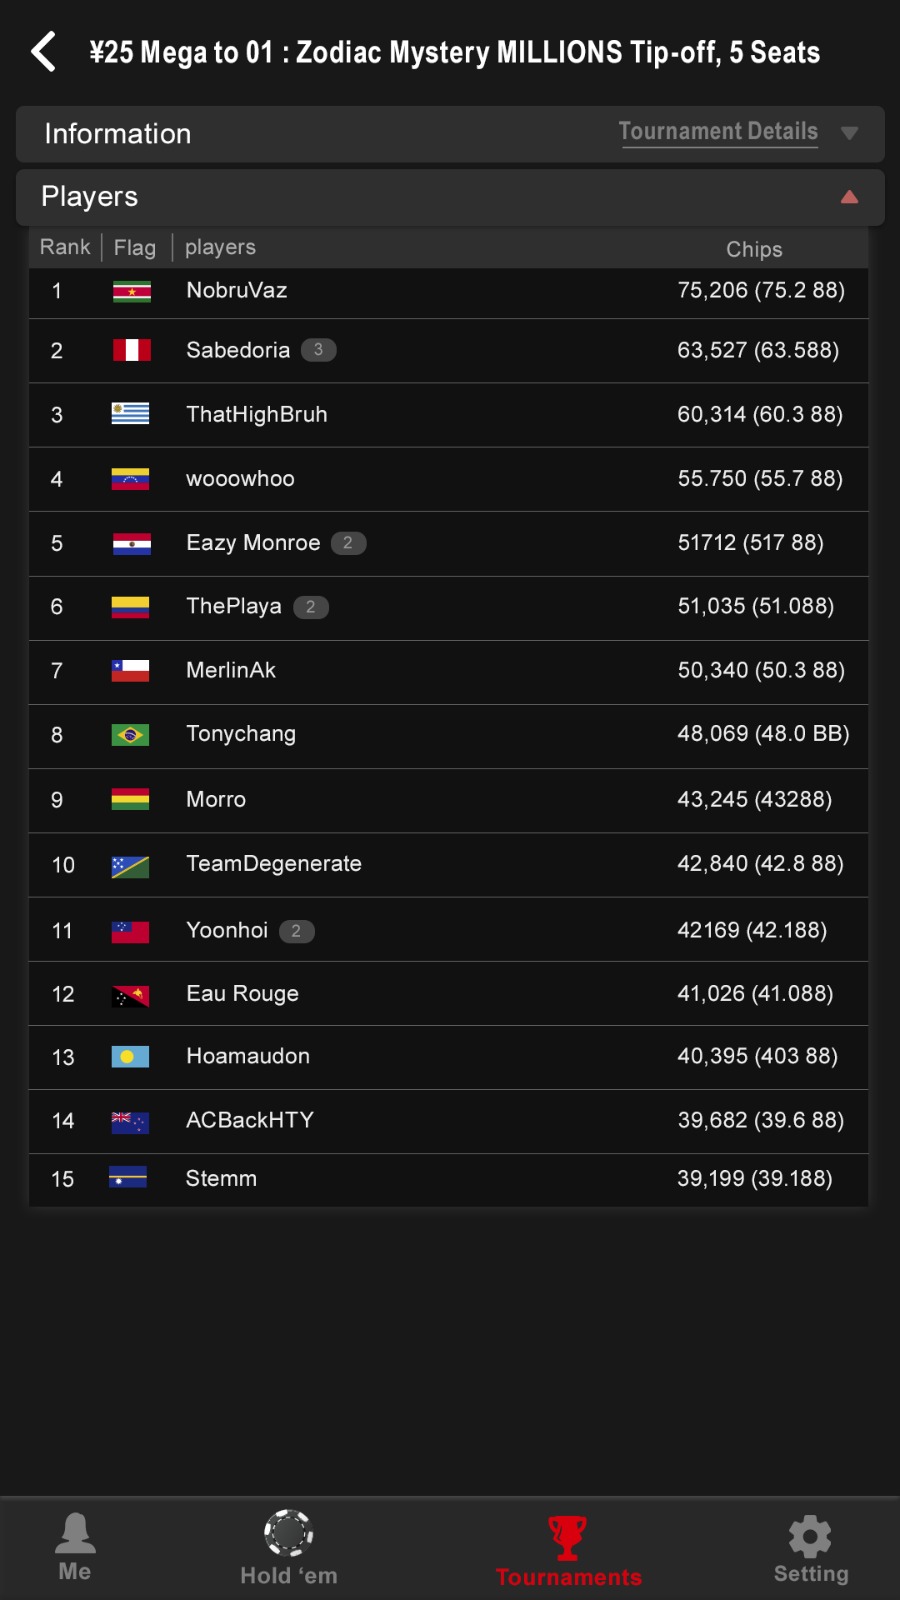 ¥25 Mega to 01 : Zodiac Mystery MILLIONS Tip-off, 5 Seats
Information Tournament Details
Players
Rank Flag players Chips
1 NobruVaz 75,206 (75.2 88)
2 Sabedoria 3 63,527 (63.588)
3 ThatHighBruh 60,314 (60.3 88)
4 wooowhoo 55.750 (55.7 88)
5 Eazy Monroe 2 51712 (517 88)
6 ThePlaya 2 51,035 (51.088)
7 MerlinAk 50,340 (50.3 88)
8 Tonychang 48,069 (48.0 BB)
9 Morro 43,245 (43288)
10 TeamDegenerate 42,840 (42.8 88)
11 Yoonhoi 2 42169 (42.188)
12 Eau Rouge 41,026 (41.088)
13 Hoamaudon 40,395 (403 88)
14 ACBackHTY 39,682 (39.6 88)
15 Stemm 39,199 (39.188)
Me Hold ‘em Tournaments Setting